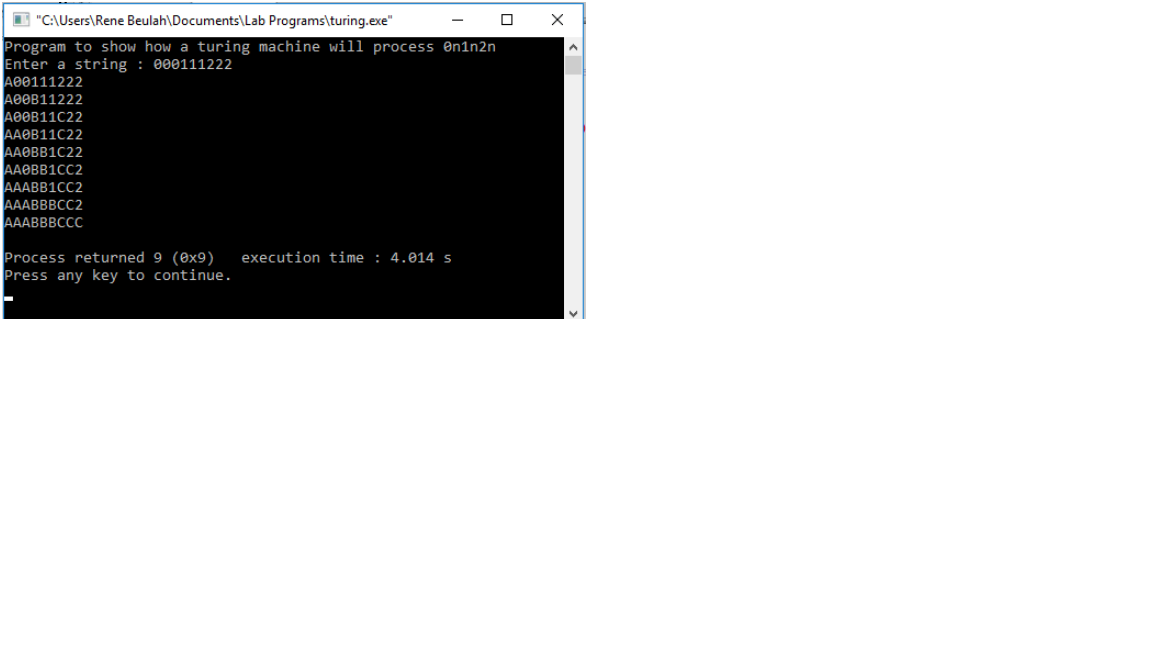 "C:\Users\Rene Beulah\Documents\Lab Programs\turing.exe"
Program to show how a turing machine will process 0n1n2n
Enter a string : 000111222
A00111222
A00B11222
A00B11C22
AA0B11C22
AA0BB1C22
AA0BB1CC2
AAABB1CC2
AAABBBCC2
AAABBBCCC
Process returned 9 (0x9)   execution time : 4.014 s
Press any key to continue.